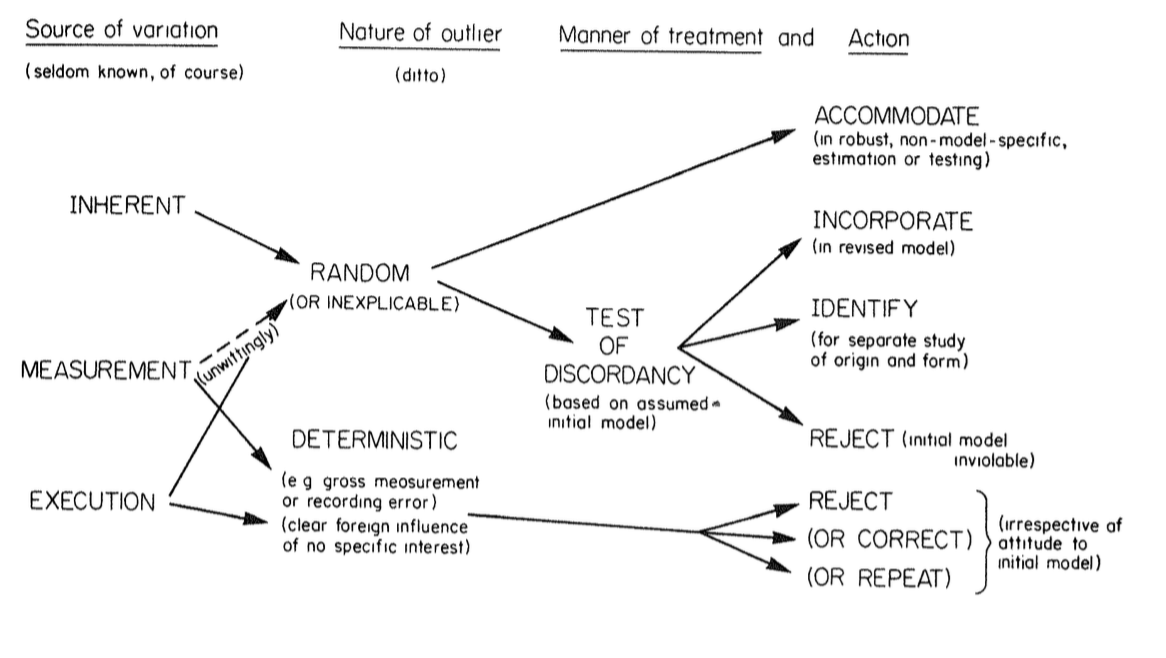 Source of variation
(seldom known, of course)
Nature of outlier
(ditto)
Manner of treatment and Action
INHERENT
MEASUREMENT
(unwittingly)
EXECUTION
RANDOM
(OR INEXPLICABLE)
DETERMINISTIC
(e g gross measurement
or recording error)
(clear foreign influence
of no specific interest)
TEST
OF
DISCORDANCY
(based on assumed
initial model)
ACCOMMODATE
(in robust, non-model-specific,
estimation or testing)
INCORPORATE
(in revised model)
IDENTIFY
(for separate study
of origin and form)
REJECT (initial model
inviolable)
REJECT
(OR CORRECT)
(OR REPEAT)
(irrespective of
attitude to
initial model)